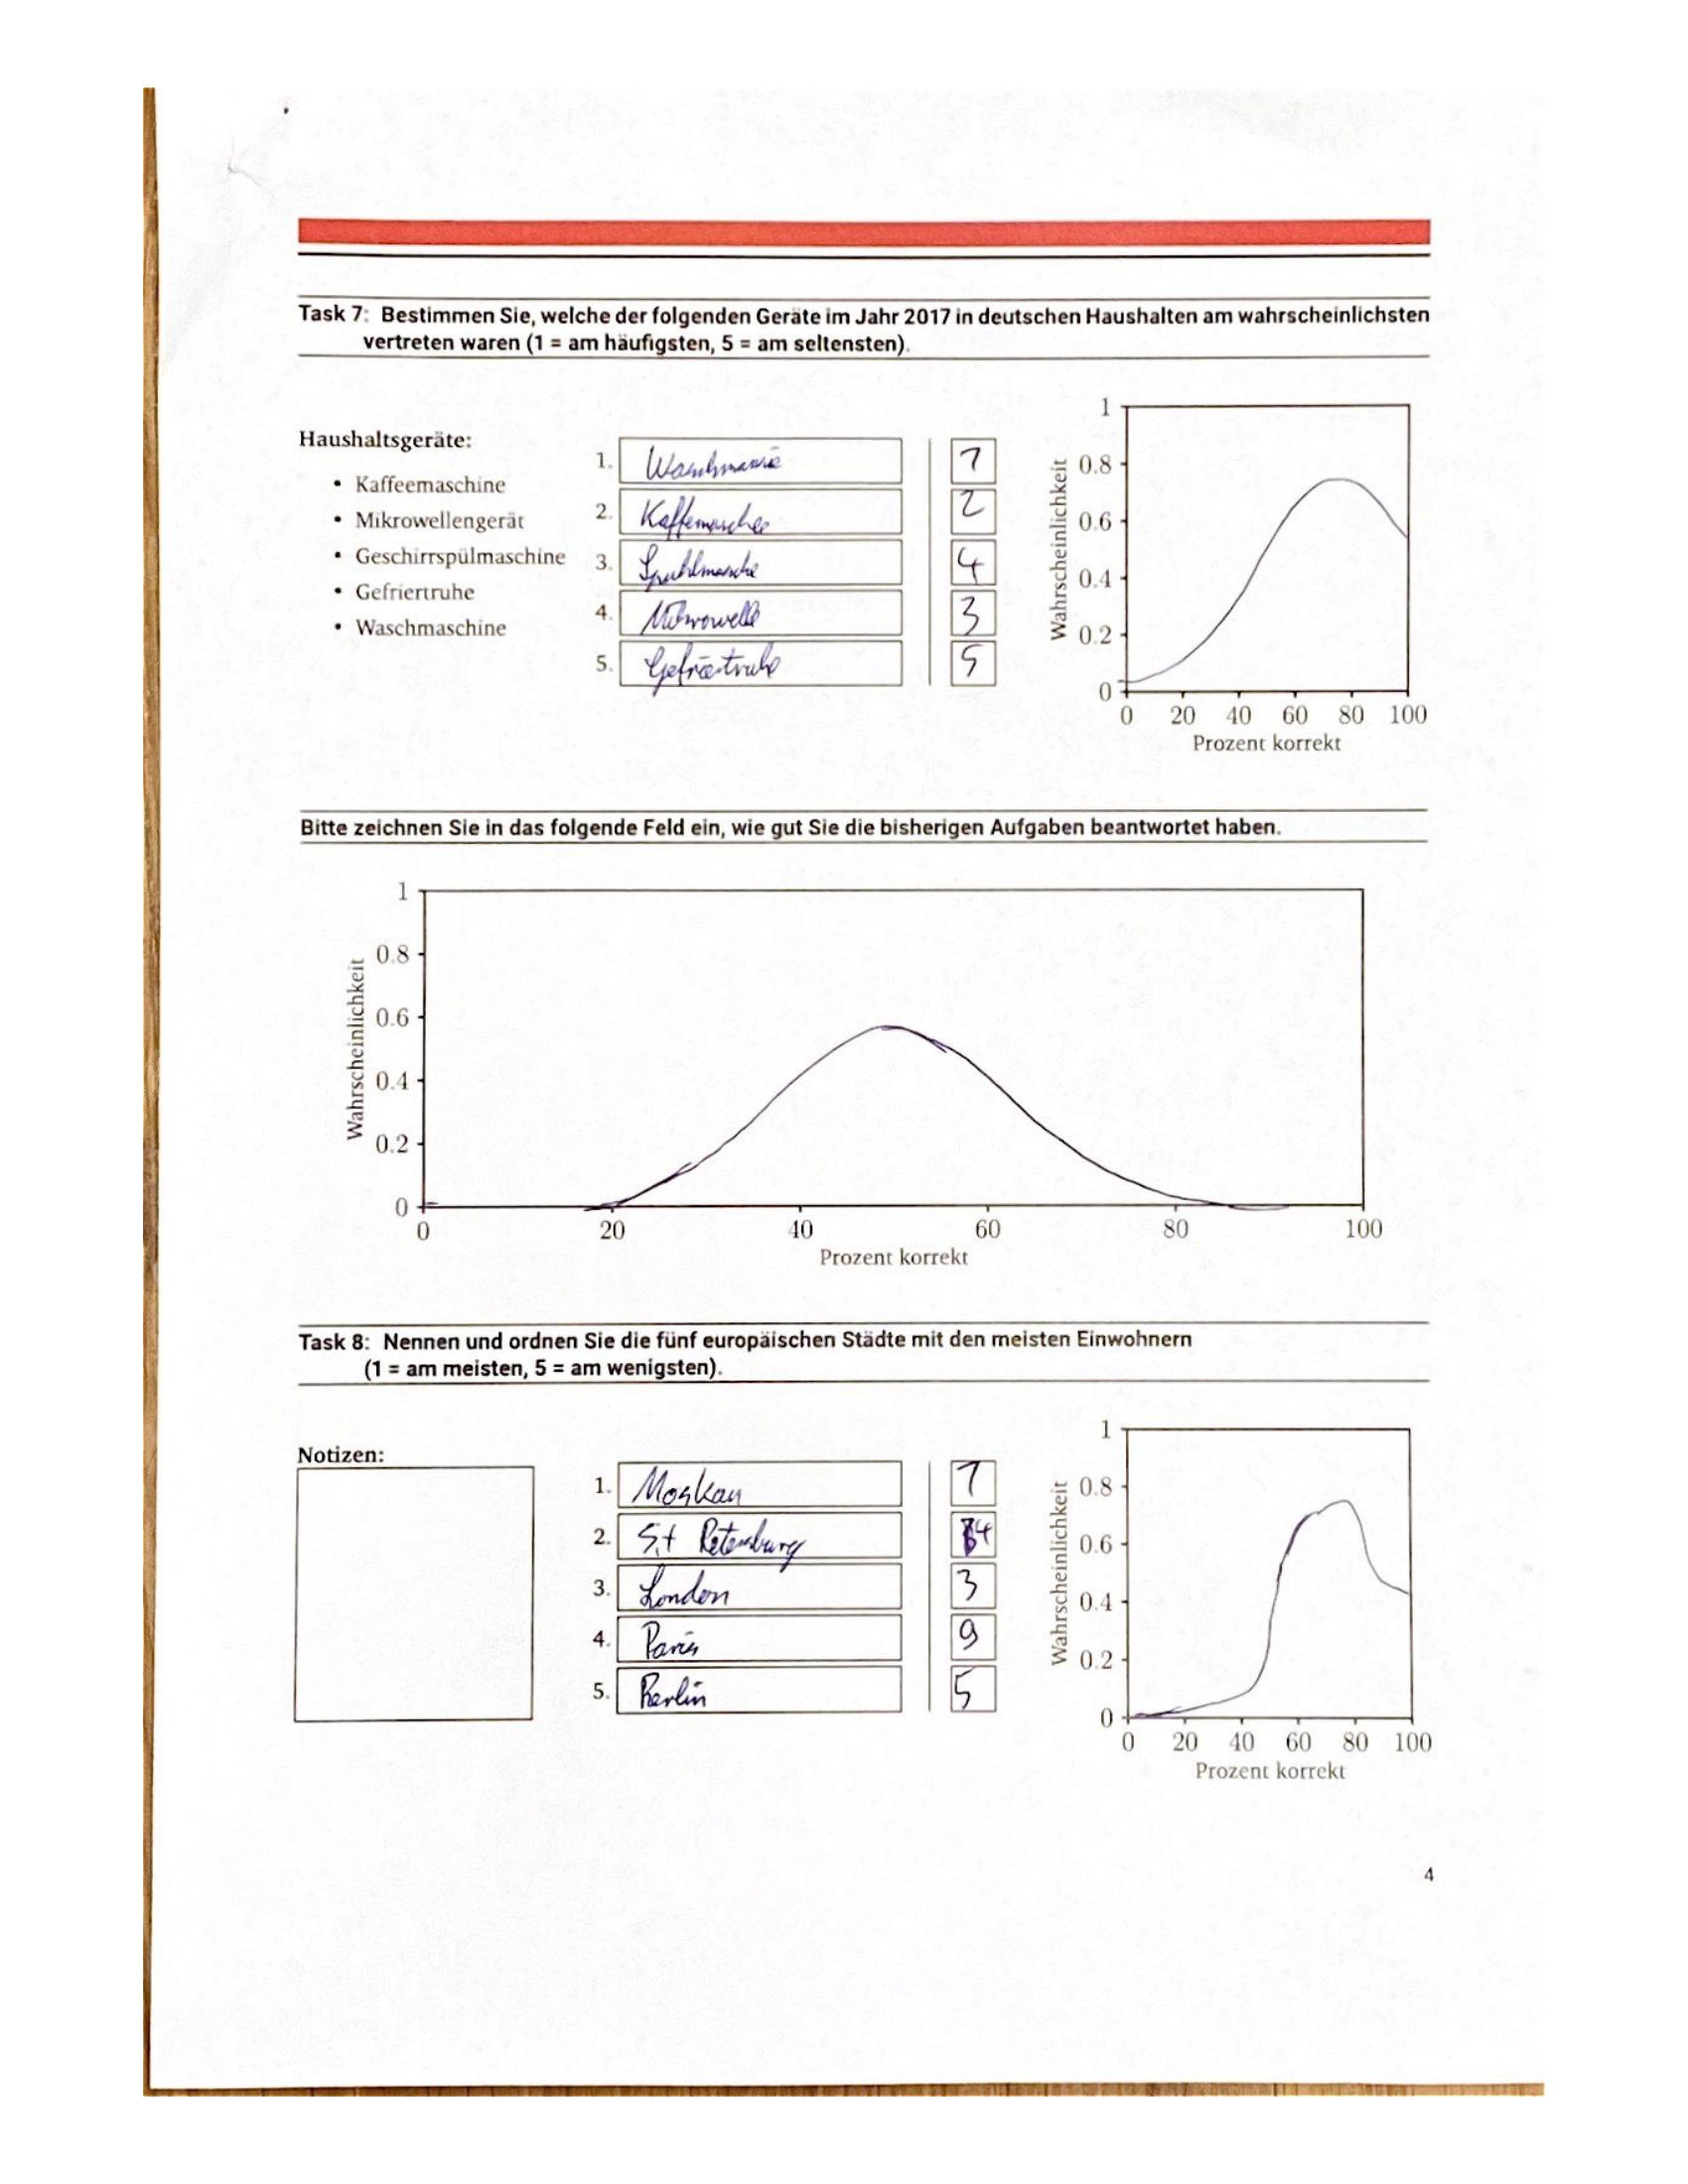 Task 7: Bestimmen Sie, welche der folgenden Geräte im Jahr 2017 in deutschen Haushalten am wahrscheinlichsten
vertreten waren (1 = am häufigsten, 5 = am seltensten).
Haushaltsgeräte:
• Kaffeemaschine
• Mikrowellengerät
• Geschirrspülmaschine
• Gefriertruhe
• Waschmaschine
1. 1
2. Kaffemaschee 2
3. 4
4. Mikrowelle 3
5. 5
Wahrscheinlichkeit
1
0.8
0.6
0.4
0.2
0
0 20 40 60 80 100
Prozent korrekt
Bitte zeichnen Sie in das folgende Feld ein, wie gut Sie die bisherigen Aufgaben beantwortet haben.
Wahrscheinlichkeit
1
0.8
0.6
0.4
0.2
0
0 20 40 60 80 100
Prozent korrekt
Task 8: Nennen und ordnen Sie die fünf europäischen Städte mit den meisten Einwohnern
(1 = am meisten, 5 = am wenigsten).
Notizen:
1. Moskau 1
2. St Petersburg 4
3. London 3
4. Paris 9
5. Berlin 5
Wahrscheinlichkeit
1
0.8
0.6
0.4
0.2
0
0 20 40 60 80 100
Prozent korrekt
4